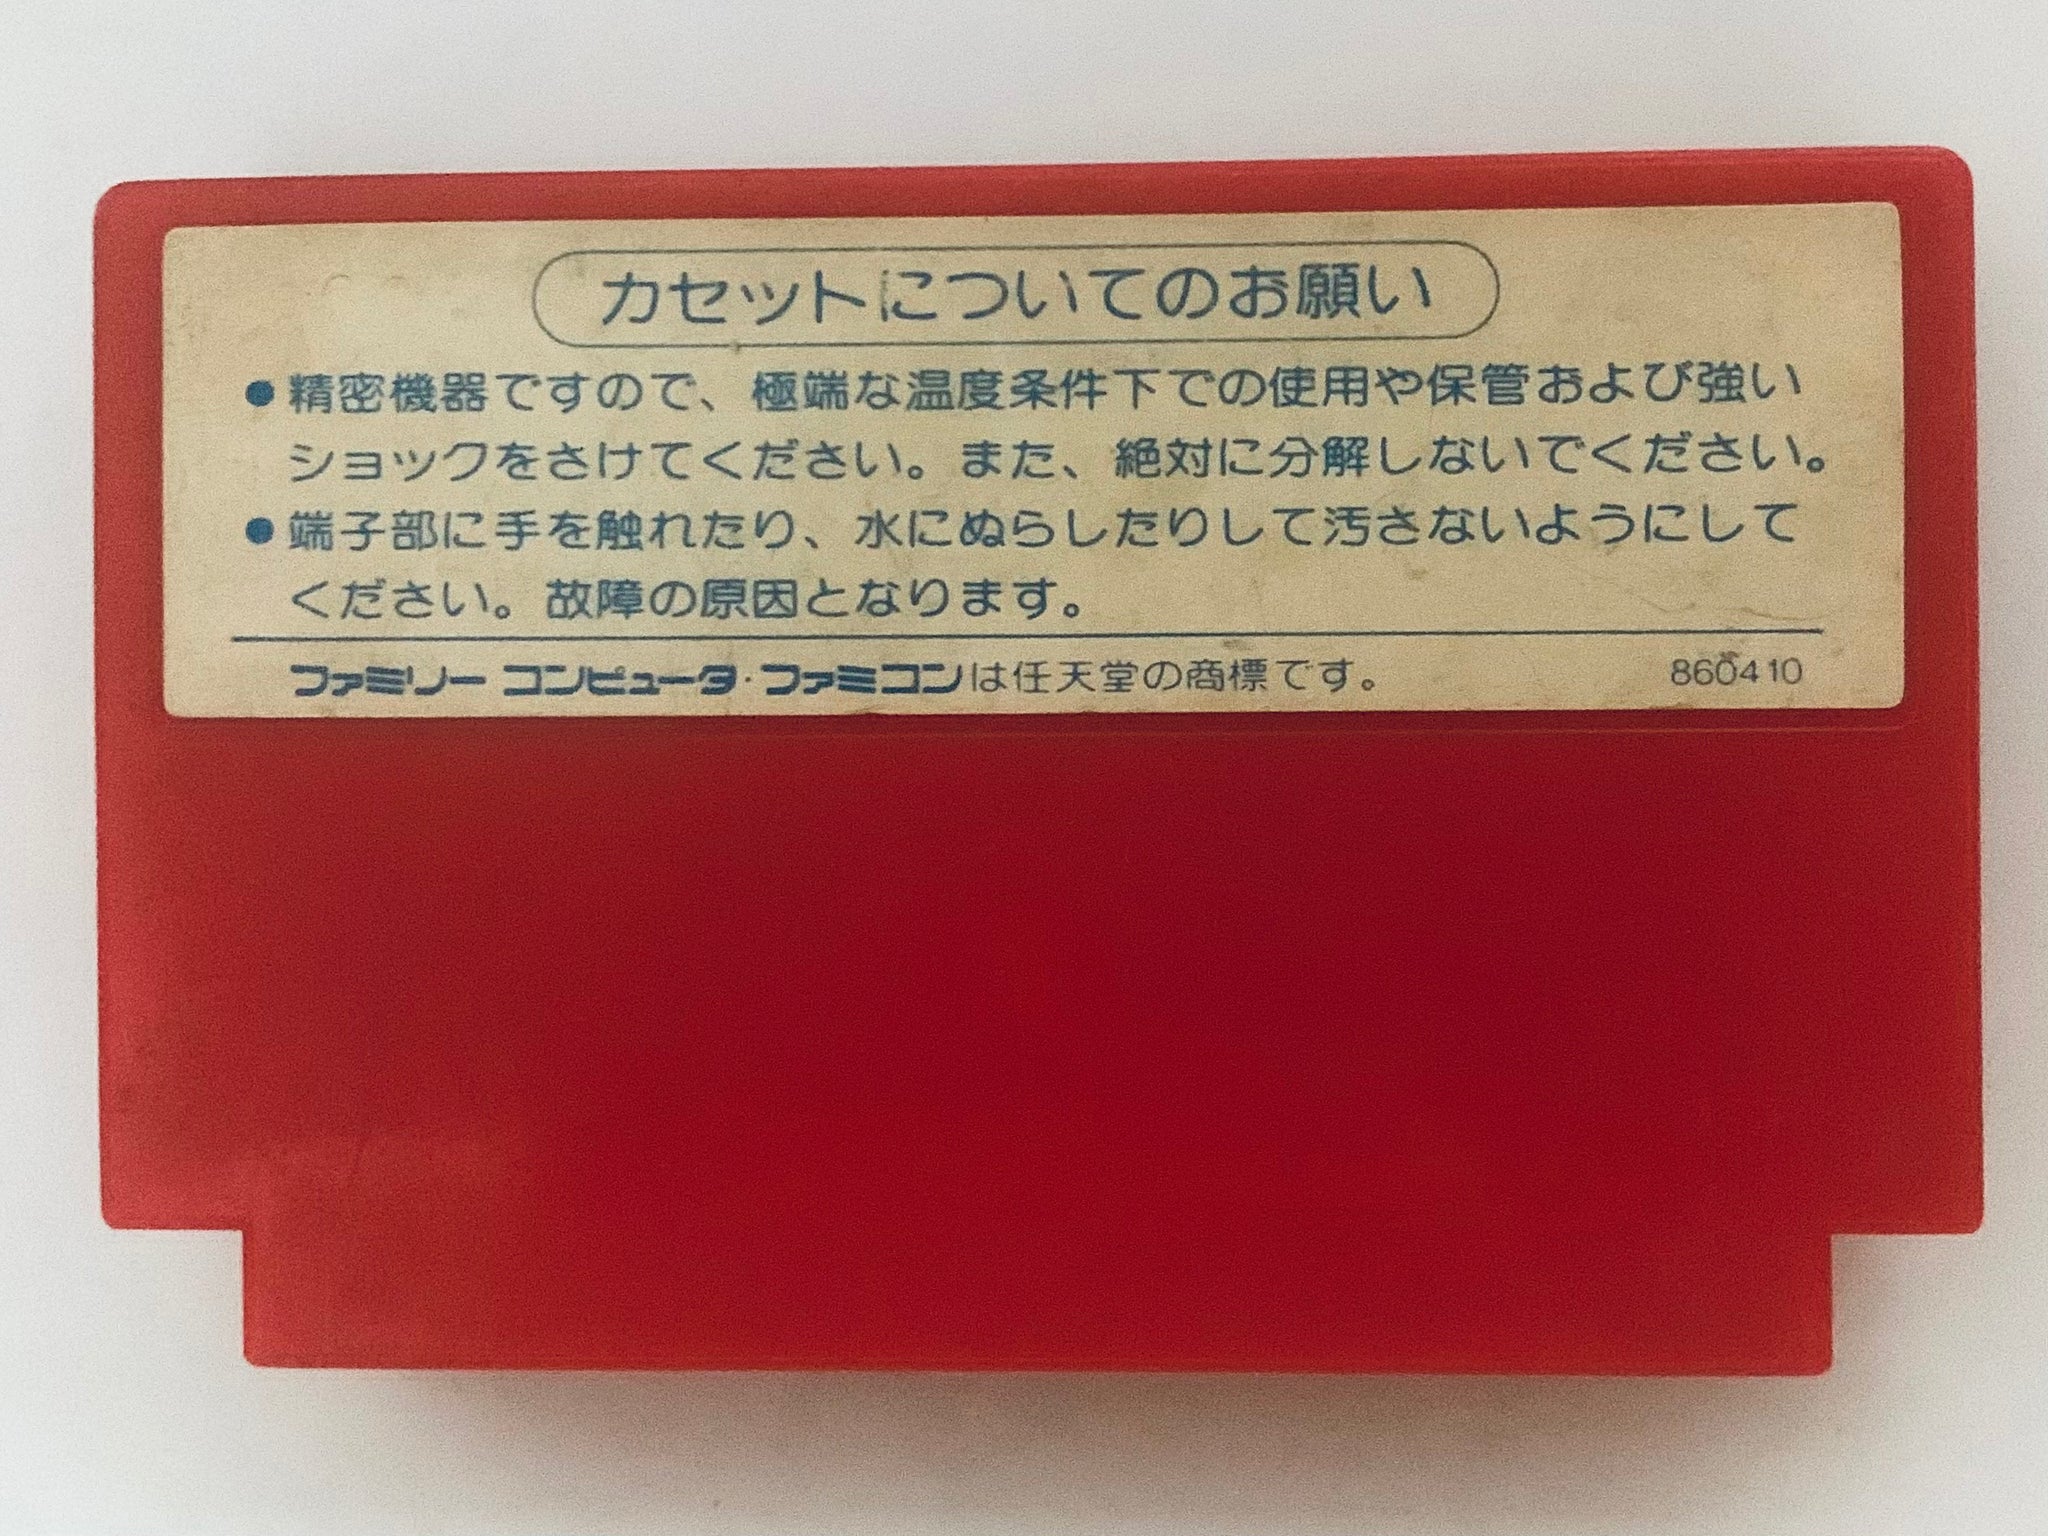 カセットについてのお願い
●精密機器ですので、極端な温度条件下での使用や保管および強い
ショックをさけてください。また、絶対に分解しないでください。
●端子部に手を触れたり、水にぬらしたりして汚さないようにして
ください。故障の原因となります。
ファミリー コンピュータ・ファミコンは任天堂の商標です。 860410